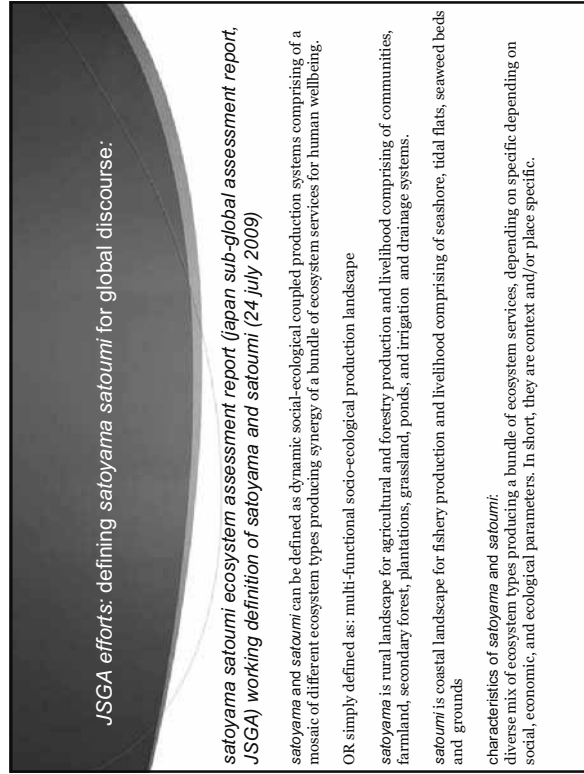 JSGA efforts: defining satoyama satoumi for global discourse:
satoyama satoumi ecosystem assessment report (japan sub-global assessment report,
JSGA) working definition of satoyama and satoumi (24 july 2009)
satoyama and satoumi can be defined as dynamic social-ecological coupled production systems comprising of a
mosaic of different ecosystem types producing synergy of a bundle of ecosystem services for human wellbeing.
OR simply defined as: multi-functional socio-ecological production landscape
satoyama is rural landscape for agricultural and forestry production and livelihood comprising of communities,
farmland, secondary forest, plantations, grassland, ponds, and irrigation and drainage systems.
satoumi is coastal landscape for fishery production and livelihood comprising of seashore, tidal flats, seaweed beds
and grounds
characteristics of satoyama and satoumi:
diverse mix of ecosystem types producing a bundle of ecosystem services, depending on specific depending on
social, economic, and ecological parameters. In short, they are context and/or place specific.